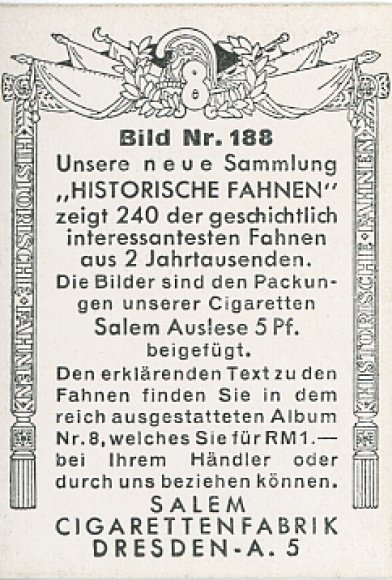 8
Bild Nr. 188
Unsere neue Sammlung
„HISTORISCHE FAHNEN“
zeigt 240 der geschichtlich
interessantesten Fahnen
aus 2 Jahrtausenden.
Die Bilder sind den Packun-
gen unserer Cigaretten
Salem Auslese 5 Pf.
beigefügt.
Den erklärenden Text zu den
Fahnen finden Sie in dem
reich ausgestatteten Album
Nr. 8, welches Sie für RM1.—
bei Ihrem Händler oder
durch uns beziehen können.
SALEM
CIGARETTENFABRIK
DRESDEN-A. 5
HISTORISCHE·FAHNEN
HISTORISCHE·FAHNEN